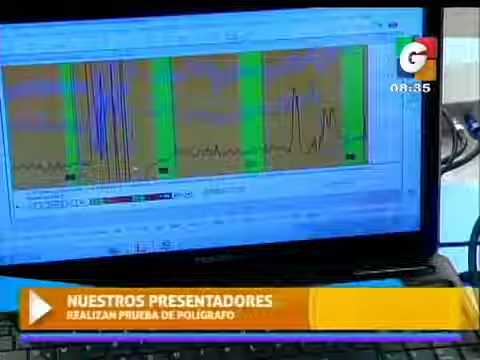 G
08:35
NUESTROS PRESENTADORES
REALIZAN PRUEBA DE POLÍGRAFO